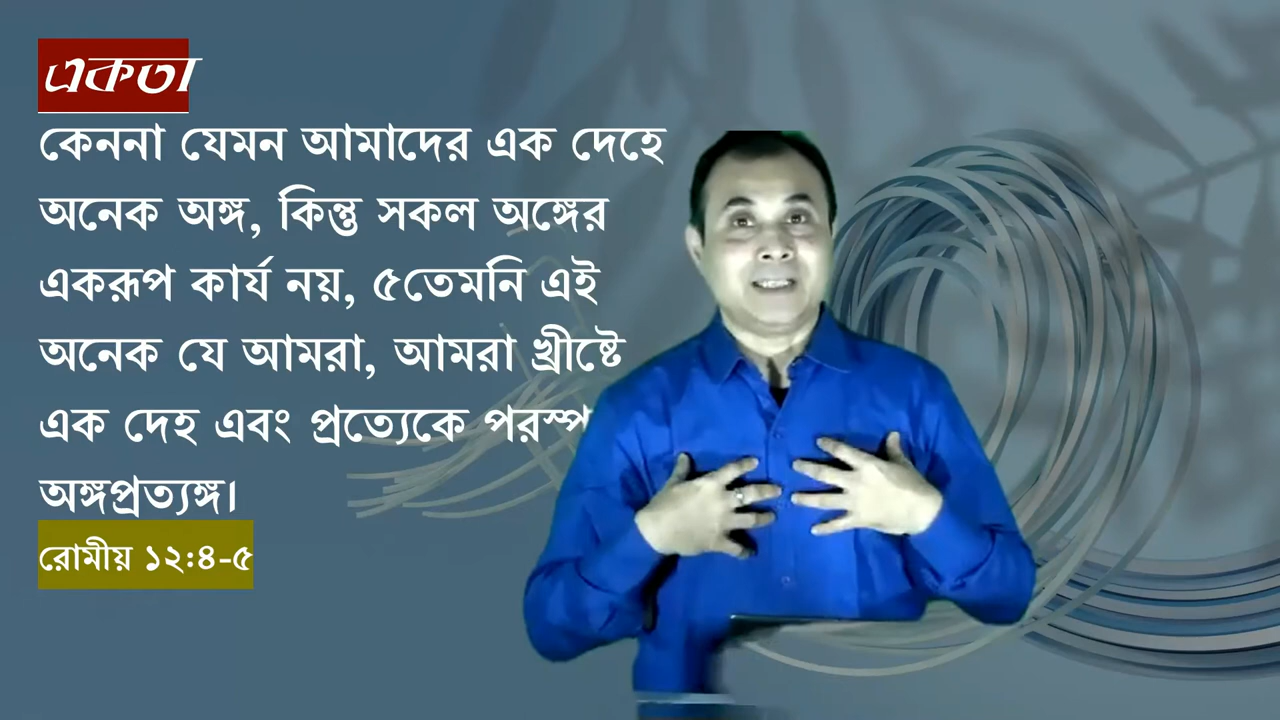 একতা
কেননা যেমন আমাদের এক দেহে
অনেক অঙ্গ, কিন্তু সকল অঙ্গের
একরূপ কার্য নয়, ৫তেমনি এই
অনেক যে আমরা, আমরা খ্রীষ্টে
এক দেহ এবং প্রত্যেকে
অঙ্গপ্রত্যঙ্গ।
রোমীয় ১২:৪-৫